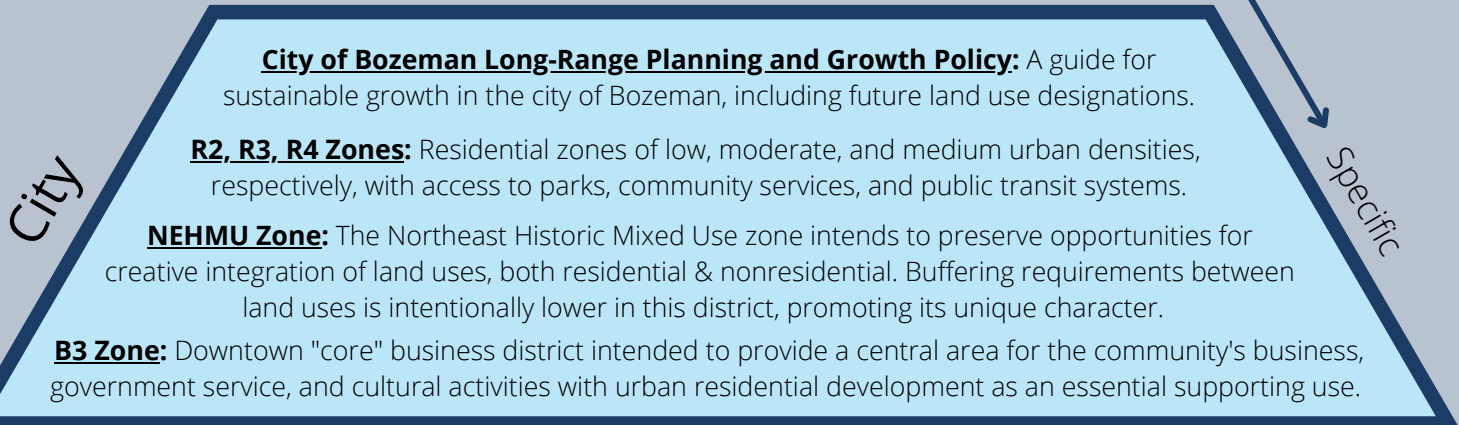 City of Bozeman Long-Range Planning and Growth Policy: A guide for
sustainable growth in the city of Bozeman, including future land use designations.
R2, R3, R4 Zones: Residential zones of low, moderate, and medium urban densities,
respectively, with access to parks, community services, and public transit systems.
City
Specific
NEHMU Zone: The Northeast Historic Mixed Use zone intends to preserve opportunities for
creative integration of land uses, both residential & nonresidential. Buffering requirements between
land uses is intentionally lower in this district, promoting its unique character.
B3 Zone: Downtown "core" business district intended to provide a central area for the community's business,
government service, and cultural activities with urban residential development as an essential supporting use.